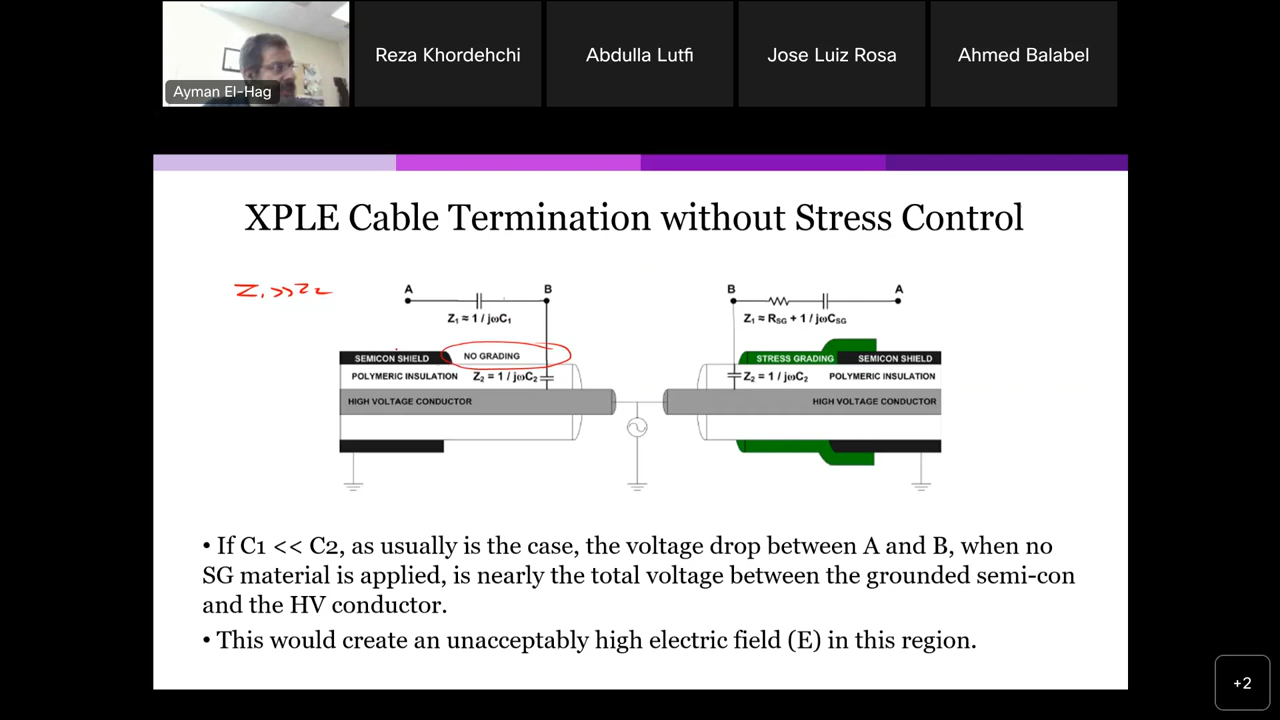 Ayman El-Hag
Reza Khordehchi
Abdulla Lutfi
Jose Luiz Rosa
Ahmed Balabel
XPLE Cable Termination without Stress Control
Z₁ >> Z₂
A
B
Z₁ ≈ 1 / jωC₁
SEMICON SHIELD
NO GRADING
POLYMERIC INSULATION
Z₂ = 1 / jωC₂
HIGH VOLTAGE CONDUCTOR
B
A
Z₁ ≈ R_SG + 1 / jωC_SG
STRESS GRADING
SEMICON SHIELD
Z₂ = 1 / jωC₂
POLYMERIC INSULATION
HIGH VOLTAGE CONDUCTOR
• If C1 << C2, as usually is the case, the voltage drop between A and B, when no
SG material is applied, is nearly the total voltage between the grounded semi-con
and the HV conductor.
• This would create an unacceptably high electric field (E) in this region.
+2